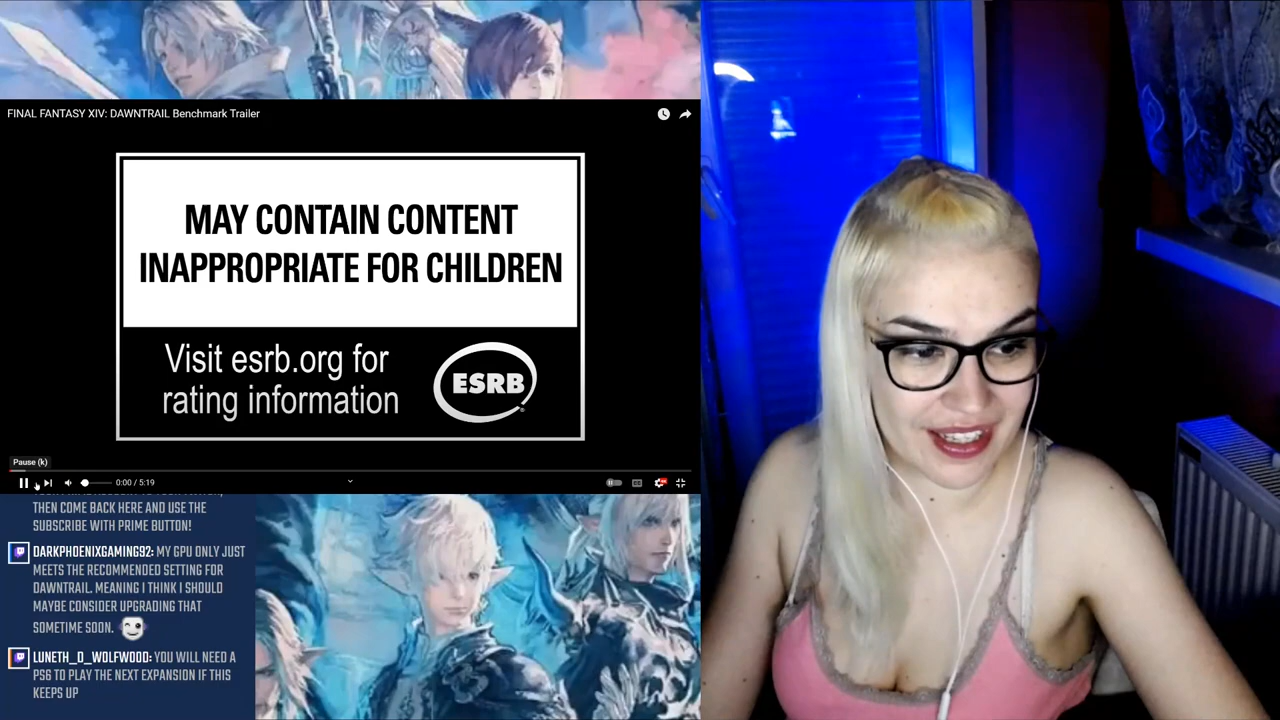 FINAL FANTASY XIV: DAWNTRAIL Benchmark Trailer
MAY CONTAIN CONTENT
INAPPROPRIATE FOR CHILDREN
Visit esrb.org for
rating information
ESRB
Pause (k)
0:00 / 5:19
THEN COME BACK HERE AND USE THE
SUBSCRIBE WITH PRIME BUTTON!
DARKPHOENIXGAMING92: MY GPU ONLY JUST
MEETS THE RECOMMENDED SETTING FOR
DAWNTRAIL. MEANING I THINK I SHOULD
MAYBE CONSIDER UPGRADING THAT
SOMETIME SOON.
LUNETH_D_WOLFWOOD: YOU WILL NEED A
PS6 TO PLAY THE NEXT EXPANSION IF THIS
KEEPS UP